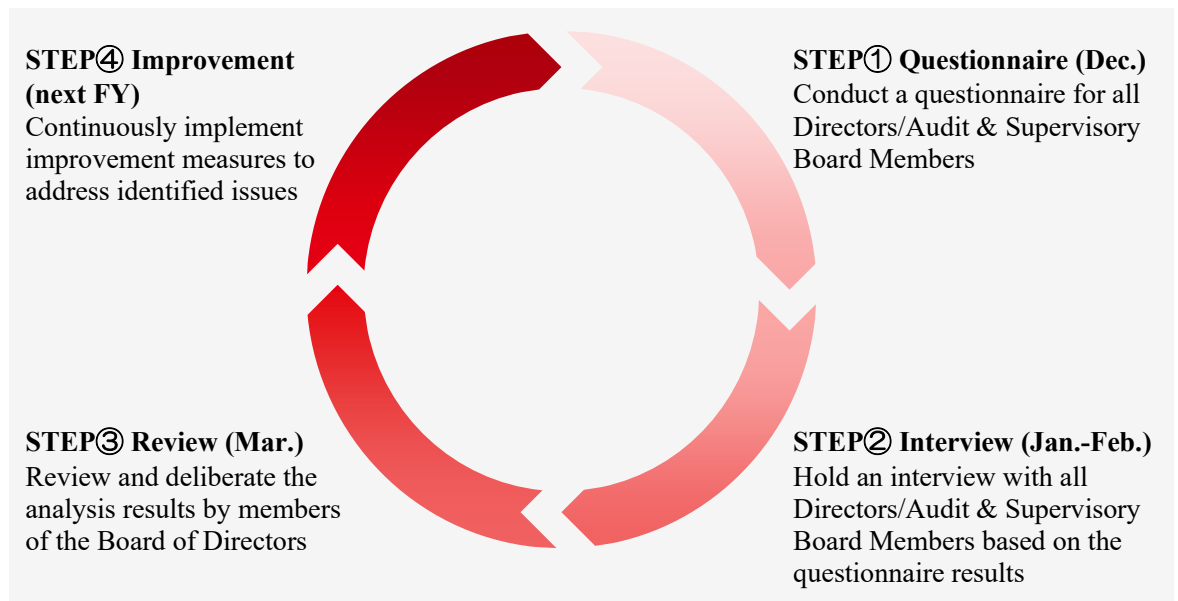 STEP① Questionnaire (Dec.)
Conduct a questionnaire for all
Directors/Audit & Supervisory
Board Members
STEP② Interview (Jan.-Feb.)
Hold an interview with all
Directors/Audit & Supervisory
Board Members based on the
questionnaire results
STEP③ Review (Mar.)
Review and deliberate the
analysis results by members
of the Board of Directors
STEP④ Improvement
(next FY)
Continuously implement
improvement measures to
address identified issues